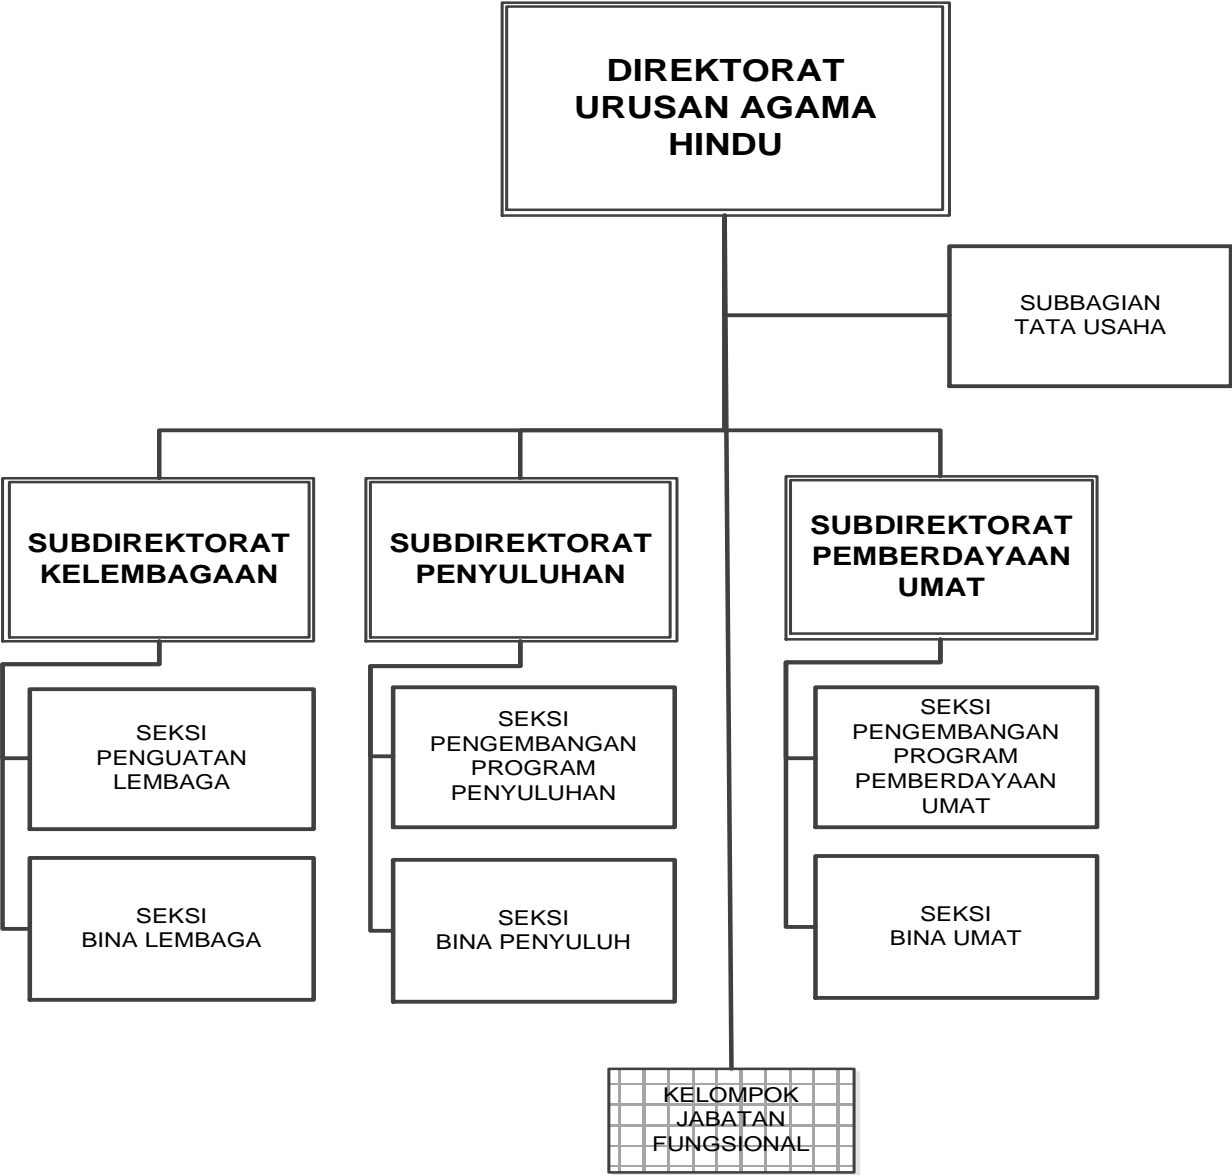 DIREKTORAT
URUSAN AGAMA
HINDU
SUBBAGIAN
TATA USAHA
SUBDIREKTORAT
KELEMBAGAAN
SUBDIREKTORAT
PENYULUHAN
SUBDIREKTORAT
PEMBERDAYAAN
UMAT
SEKSI
PENGUATAN
LEMBAGA
SEKSI
PENGEMBANGAN
PROGRAM
PENYULUHAN
SEKSI
PENGEMBANGAN
PROGRAM
PEMBERDAYAAN
UMAT
SEKSI
BINA LEMBAGA
SEKSI
BINA PENYULUH
SEKSI
BINA UMAT
KELOMPOK
JABATAN
FUNGSIONAL